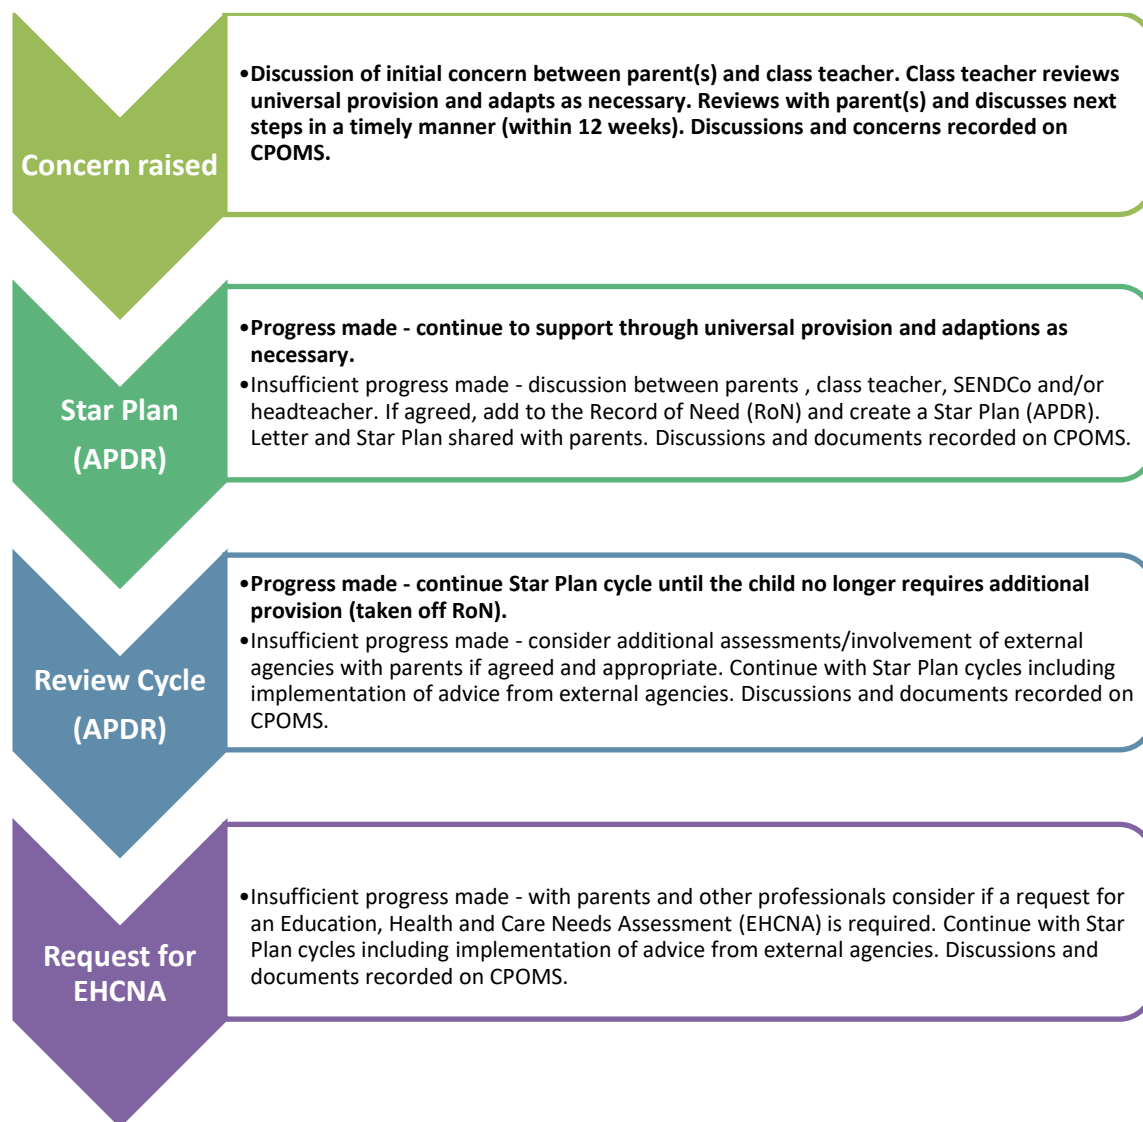 Concern raised
•Discussion of initial concern between parent(s) and class teacher. Class teacher reviews
universal provision and adapts as necessary. Reviews with parent(s) and discusses next
steps in a timely manner (within 12 weeks). Discussions and concerns recorded on
CPOMS.
Star Plan
(APDR)
•Progress made - continue to support through universal provision and adaptions as
necessary.
•Insufficient progress made - discussion between parents , class teacher, SENDCo and/or
headteacher. If agreed, add to the Record of Need (RoN) and create a Star Plan (APDR).
Letter and Star Plan shared with parents. Discussions and documents recorded on CPOMS.
Review Cycle
(APDR)
•Progress made - continue Star Plan cycle until the child no longer requires additional
provision (taken off RoN).
•Insufficient progress made - consider additional assessments/involvement of external
agencies with parents if agreed and appropriate. Continue with Star Plan cycles including
implementation of advice from external agencies. Discussions and documents recorded on
CPOMS.
Request for
EHCNA
•Insufficient progress made - with parents and other professionals consider if a request for
an Education, Health and Care Needs Assessment (EHCNA) is required. Continue with Star
Plan cycles including implementation of advice from external agencies. Discussions and
documents recorded on CPOMS.